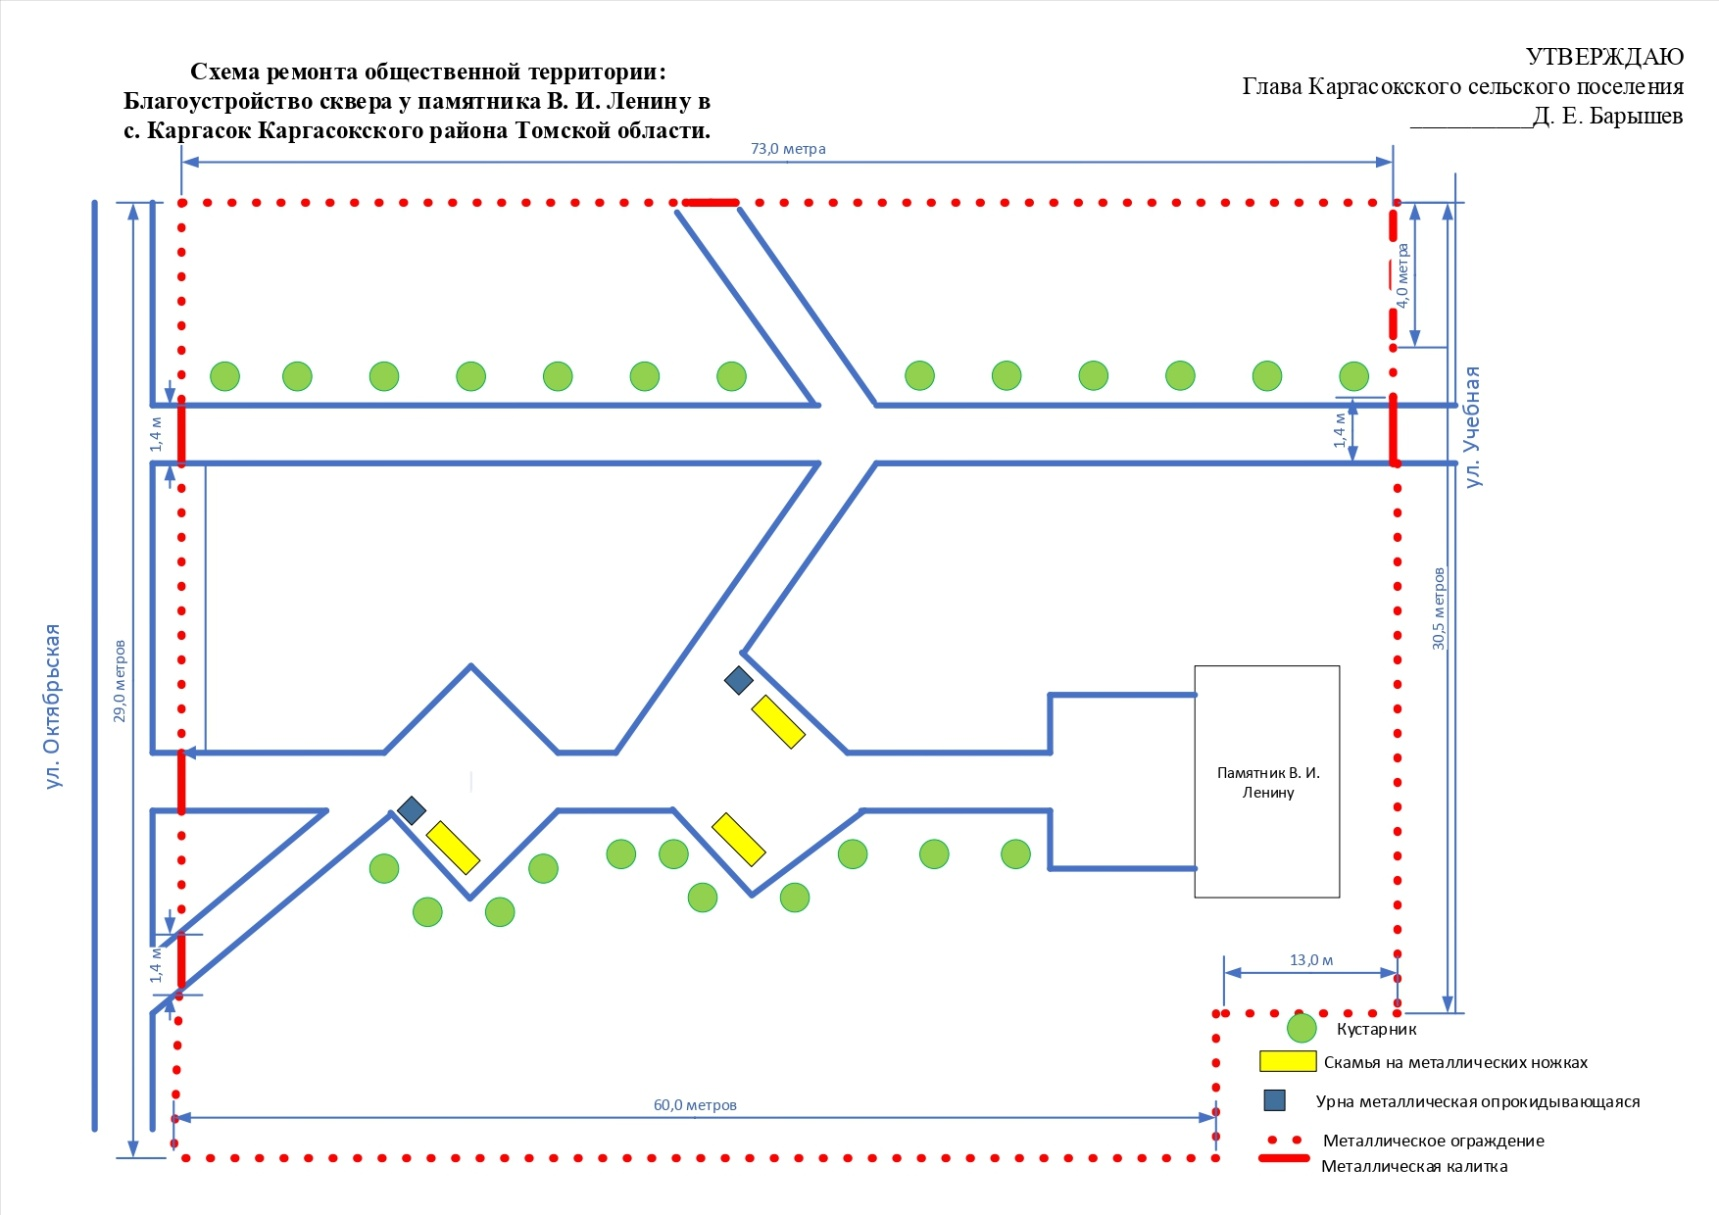 Схема ремонта общественной территории:
Благоустройство сквера у памятника В. И. Ленину в
с. Каргасок Каргасокского района Томской области.
УТВЕРЖДАЮ
Глава Каргасокского сельского поселения
__________Д. Е. Барышев
73,0 метра
4,0 метра
1,4 м
1,4 м
ул. Учебная
30,5 метров
ул. Октябрьская
29,0 метров
Памятник В. И.
Ленину
1,4 м
13,0 м
60,0 метров
Кустарник
Скамья на металлических ножках
Урна металлическая опрокидывающаяся
Металлическое ограждение
Металлическая калитка